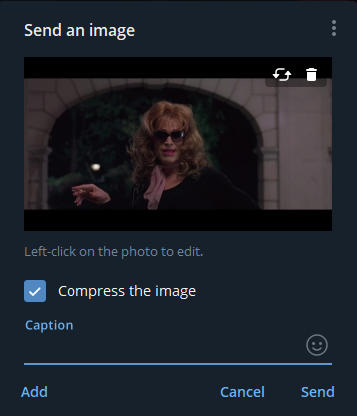 Send an image
Left-click on the photo to edit.
Compress the image
Caption
Add
Cancel
Send